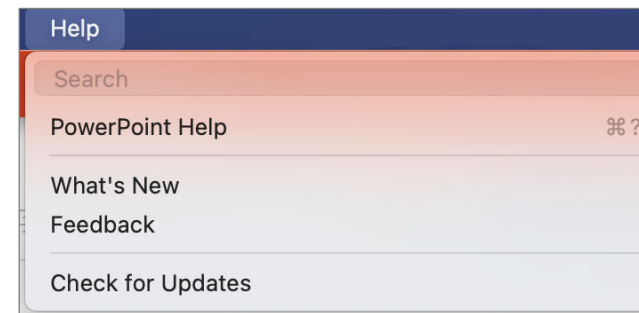 Help
Search
PowerPoint Help ⌘?
What's New
Feedback
Check for Updates